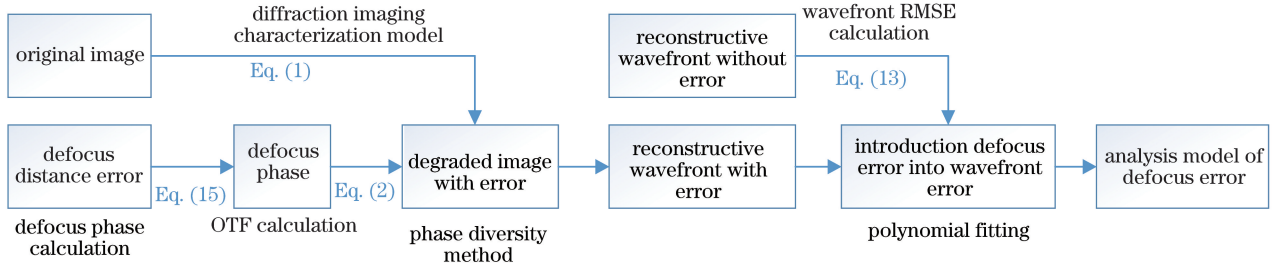 original image
diffraction imaging
characterization model
Eq. (1)
reconstructive
wavefront without
error
wavefront RMSE
calculation
Eq. (13)
defocus
distance error
Eq. (15)
defocus phase
calculation
defocus
phase
Eq. (2)
OTF calculation
degraded image
with error
phase diversity
method
reconstructive
wavefront with
error
introduction defocus
error into wavefront
error
polynomial fitting
analysis model of
defocus error